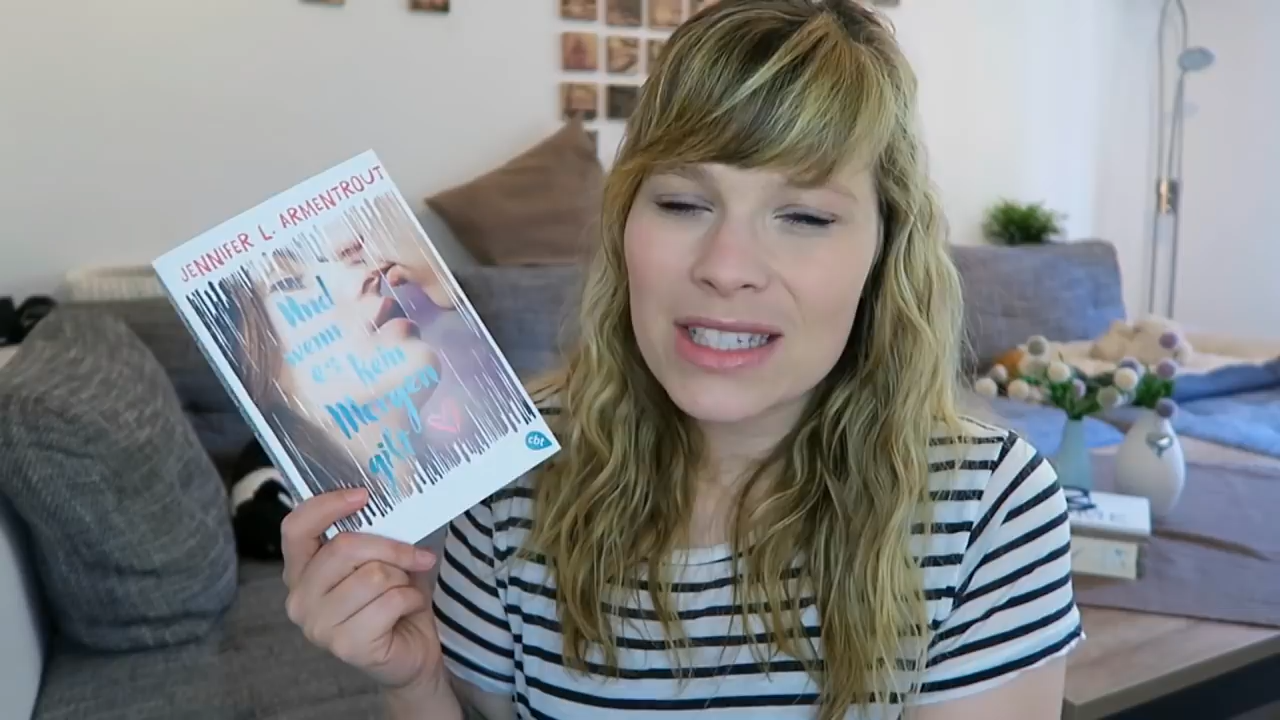 JENNIFER L. ARMENTROUT
Und
wenn
es kein
Morgen
gibt
cbt